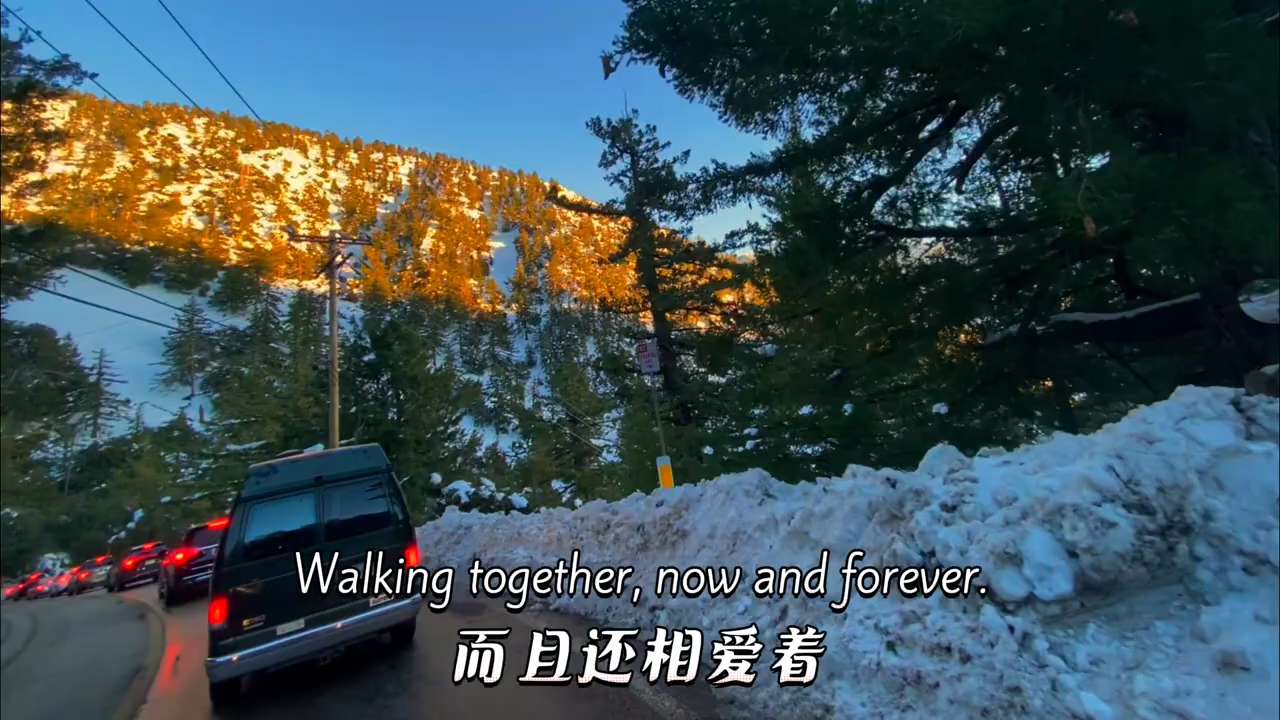 Walking together, now and forever.
而且还相爱着